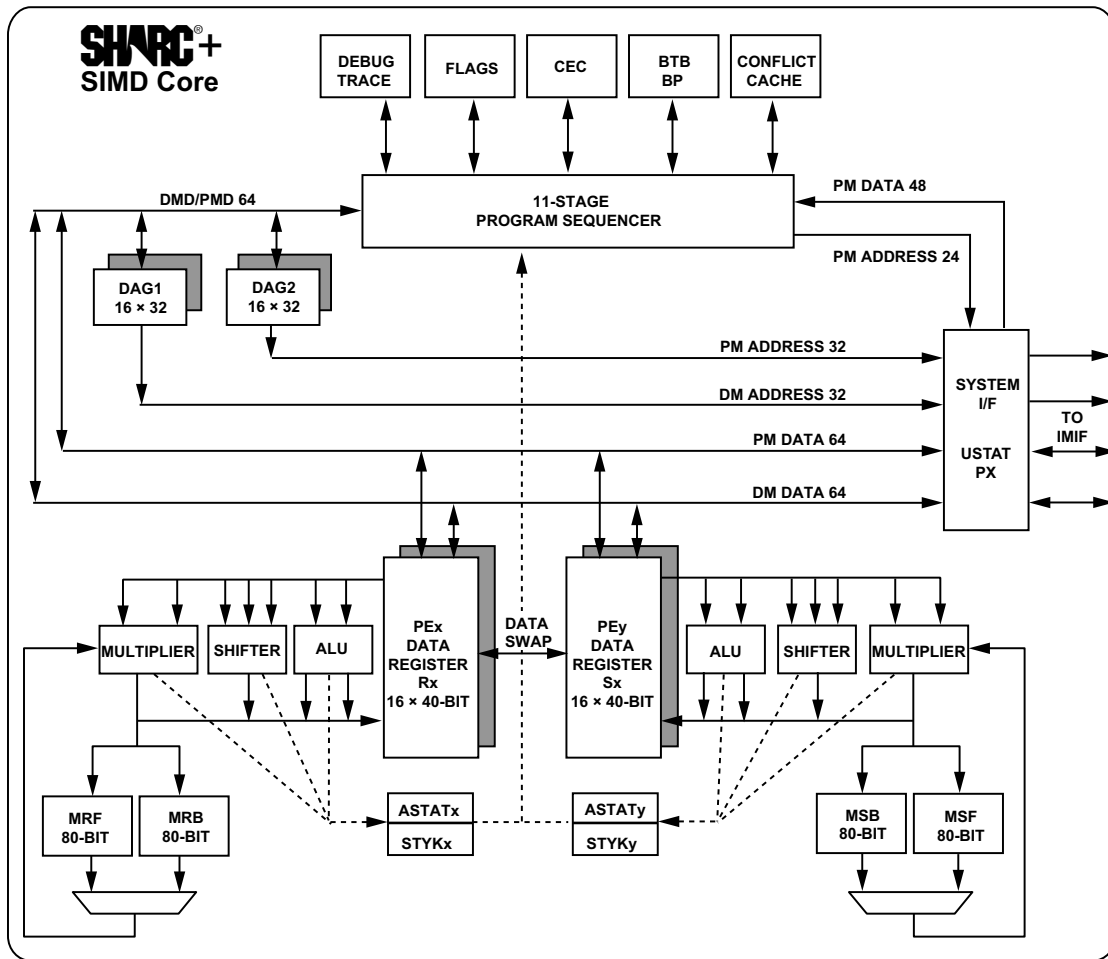 SHARC®+
SIMD Core
DEBUG
TRACE
FLAGS
CEC
BTB
BP
CONFLICT
CACHE
DMD/PMD 64
11-STAGE
PROGRAM SEQUENCER
PM DATA 48
PM ADDRESS 24
DAG1
16 × 32
DAG2
16 × 32
PM ADDRESS 32
DM ADDRESS 32
PM DATA 64
DM DATA 64
SYSTEM
I/F
USTAT
PX
TO
IMIF
MULTIPLIER
SHIFTER
ALU
PEx
DATA
REGISTER
Rx
16 × 40-BIT
DATA
SWAP
PEy
DATA
REGISTER
Sx
16 × 40-BIT
ALU
SHIFTER
MULTIPLIER
MRF
80-BIT
MRB
80-BIT
ASTATx
STYKx
ASTATy
STYKy
MSB
80-BIT
MSF
80-BIT